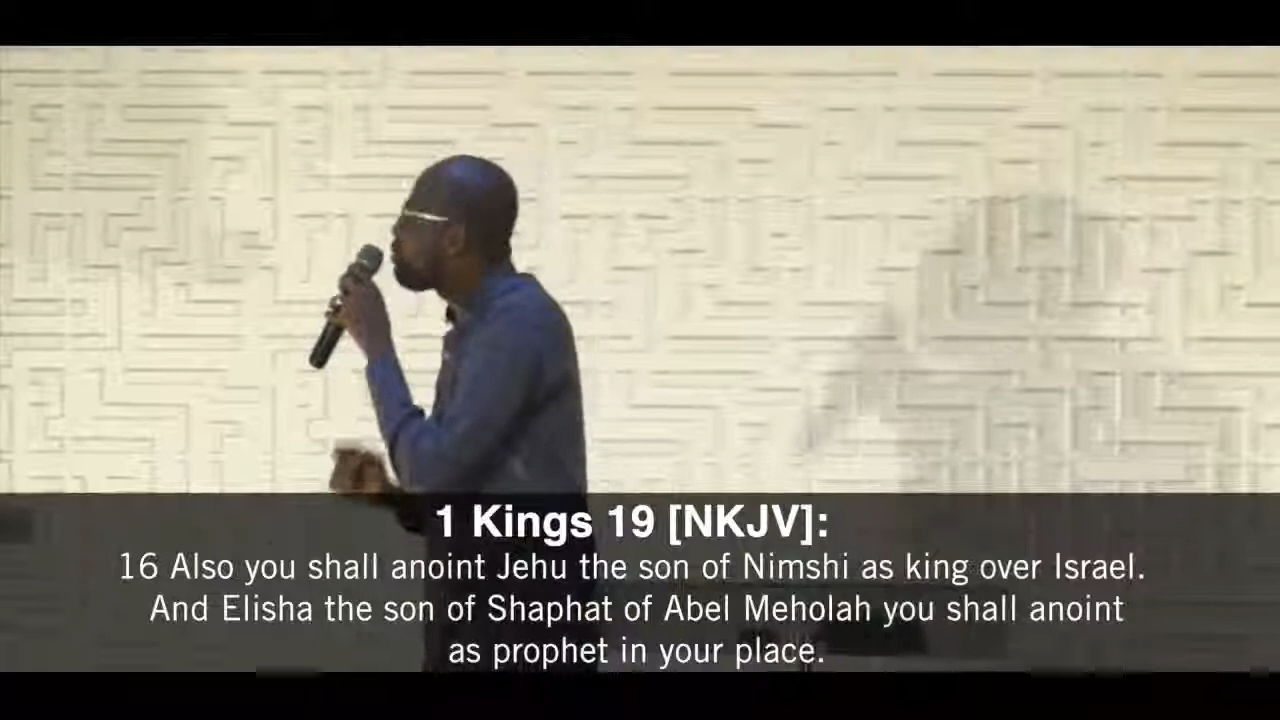 1 Kings 19 [NKJV]:
16 Also you shall anoint Jehu the son of Nimshi as king over Israel.
And Elisha the son of Shaphat of Abel Meholah you shall anoint
as prophet in your place.